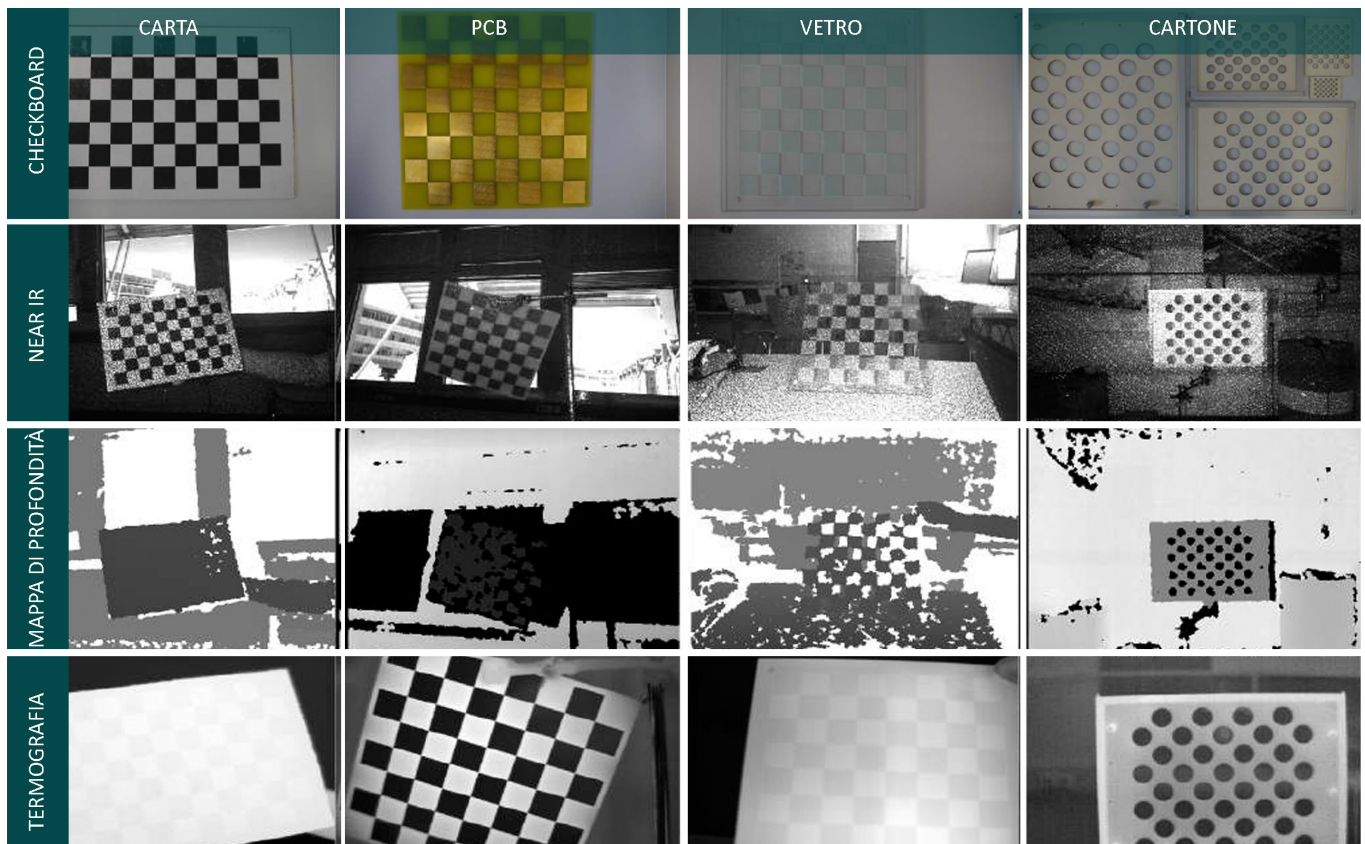 CARTA
PCB
VETRO
CARTONE
CHECKBOARD
NEAR IR
MAPPA DI PROFONDITÀ
TERMOGRAFIA